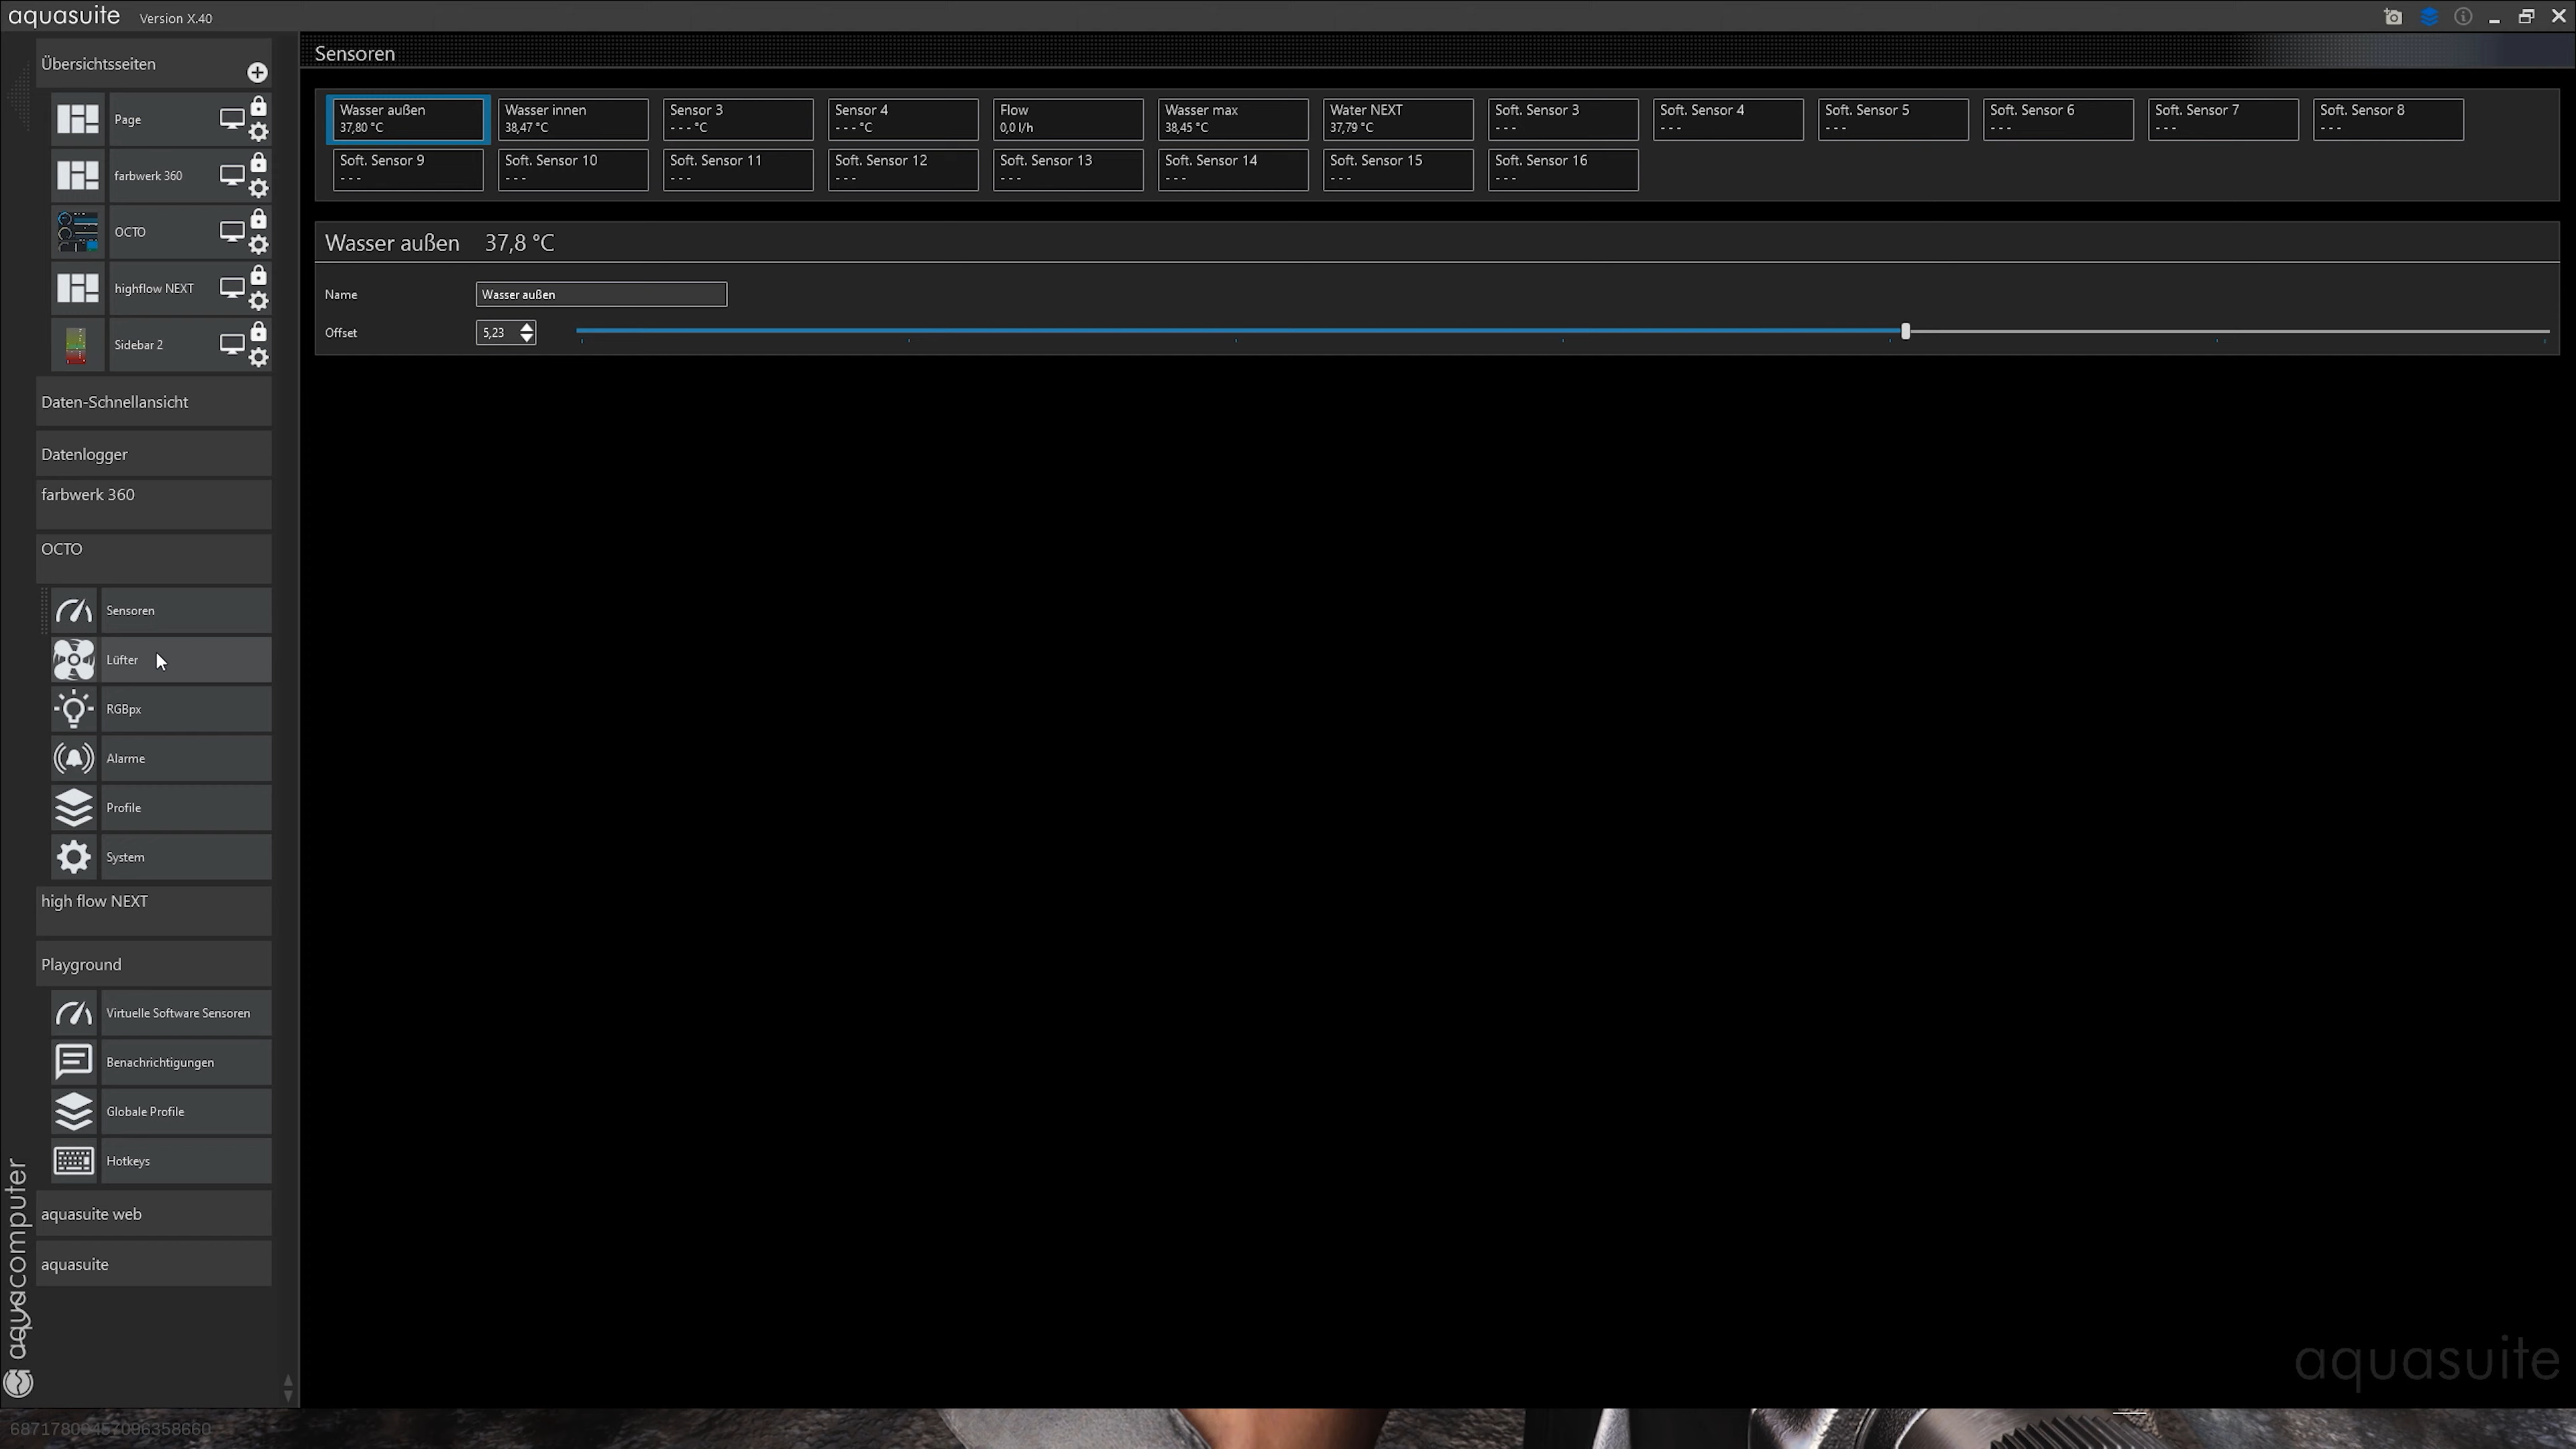 aquasuite Version X.40
Übersichtsseiten
Page
farbwerk 360
OCTO
highflow NEXT
Sidebar 2
Daten-Schnellansicht
Datenlogger
farbwerk 360
OCTO
Sensoren
Lüfter
RGBpx
Alarme
Profile
System
high flow NEXT
Playground
Virtuelle Software Sensoren
Benachrichtigungen
Globale Profile
Hotkeys
aquasuite web
aquasuite
aquacomputer
Sensoren
Wasser außen
37,80 °C
Wasser innen
38,47 °C
Sensor 3
- - - °C
Sensor 4
- - - °C
Flow
0,0 l/h
Wasser max
38,45 °C
Water NEXT
37,79 °C
Soft. Sensor 3
- - -
Soft. Sensor 4
- - -
Soft. Sensor 5
- - -
Soft. Sensor 6
- - -
Soft. Sensor 7
- - -
Soft. Sensor 8
- - -
Soft. Sensor 9
- - -
Soft. Sensor 10
- - -
Soft. Sensor 11
- - -
Soft. Sensor 12
- - -
Soft. Sensor 13
- - -
Soft. Sensor 14
- - -
Soft. Sensor 15
- - -
Soft. Sensor 16
- - -
Wasser außen 37,8 °C
Name Wasser außen
Offset 5,23
aquasuite